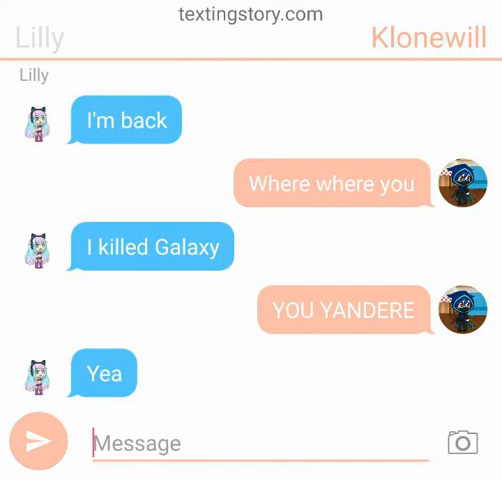 textingstory.com
Lilly
Klonewill
Lilly
I'm back
Where where you
I killed Galaxy
YOU YANDERE
Yea
Message